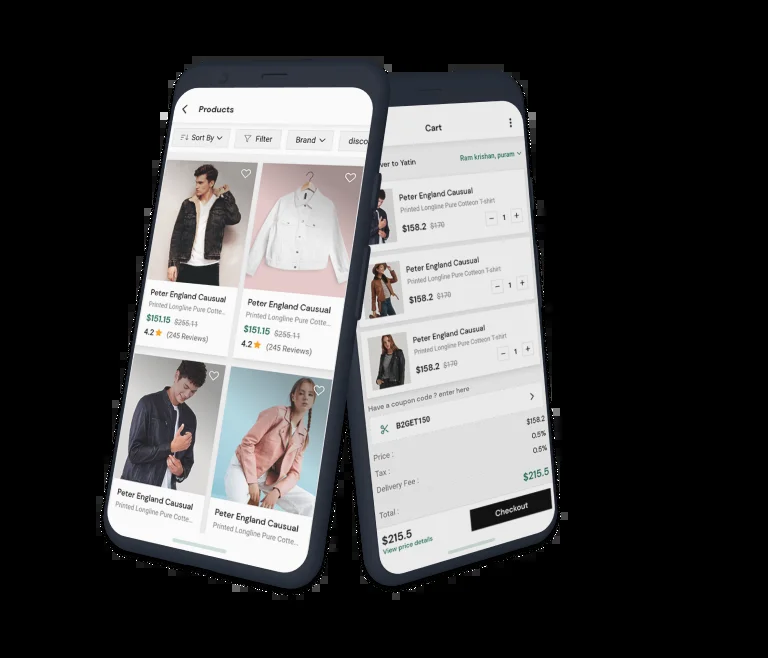 Products
Sort By
Filter
Brand
disco
Peter England Causual
Printed Longline Pure Cotte...
$151.15 $255.11
4.2 (245 Reviews)
Peter England Causual
Printed Longline Pure Cotte...
$151.15 $255.11
4.2 (245 Reviews)
Peter England Causual
Printed Longline Pure Cotte...
Peter England Causual
Printed Longline Pure Cotte...
Cart
ver to Yatin
Ram krishan, puram
Peter England Causual
Printed Longline Pure Cotteon T-shirt
$158.2 $170
− 1 +
Peter England Causual
Printed Longline Pure Cotteon T-shirt
$158.2 $170
− 1 +
Peter England Causual
Printed Longline Pure Cotteon T-shirt
$158.2 $170
− 1 +
Have a coupon code ? enter here
B2GET150
Price : $158.2
Tax : 0.5%
Delivery Fee : 0.5%
Total : $215.5
$215.5
View price details
Checkout